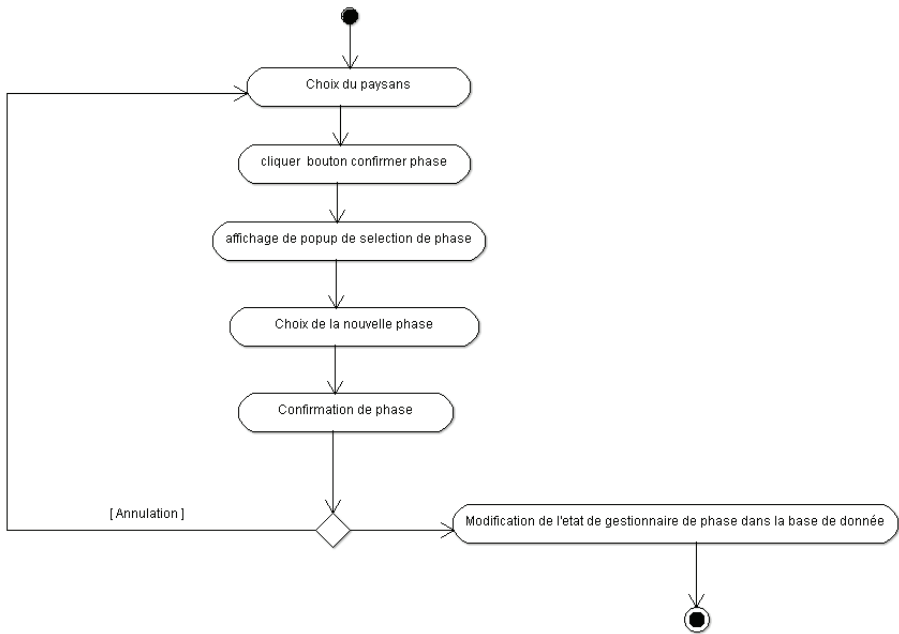 Choix du paysans
cliquer bouton confirmer phase
affichage de popup de selection de phase
Choix de la nouvelle phase
Confirmation de phase
[ Annulation ]
Modification de l'etat de gestionnaire de phase dans la base de donnée